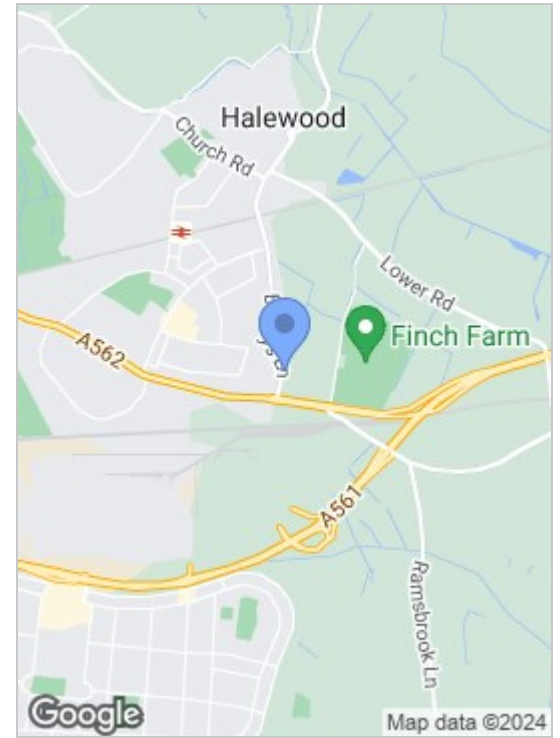 Halewood
Church Rd
Lower Rd
Finch Farm
A562
A561
Ramsbrook Ln
Google
Map data ©2024